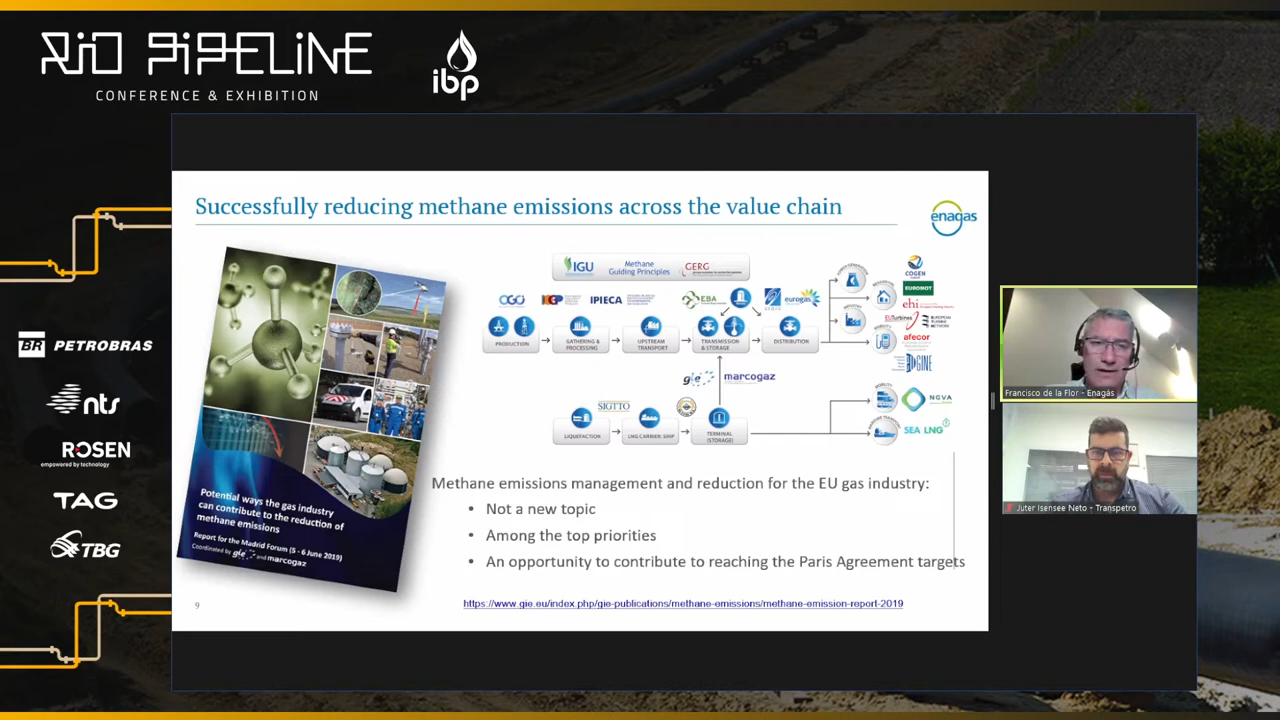 RiO PiPELiNE
CONFERENCE & EXHIBITION
ibp
BR PETROBRAS
nts
ROSEN
empowered by technology
TAG
TBG
Successfully reducing methane emissions across the value chain
enagas
Potential ways the gas industry
can contribute to the reduction of
methane emissions
Report for the Madrid Forum (5 - 6 June 2019)
Coordinated by gie and marcogaz
IGU
Methane
Guiding Principles
GERG
IPIECA
EBA
eurogas
COGEN
EUROMOT
ehi
EUTurbines
EUROPEAN
TURBINE
NETWORK
afecor
PRODUCTION
GATHERING &
PROCESSING
UPSTREAM
TRANSPORT
TRANSMISSION
& STORAGE
DISTRIBUTION
INDUSTRY
MOBILITY
gie
marcogaz
SIGTTO
LIQUEFACTION
LNG CARRIER: SHIP
TERMINAL
(STORAGE)
MOBILITY
NGVA
SEA LNG
Methane emissions management and reduction for the EU gas industry:
• Not a new topic
• Among the top priorities
• An opportunity to contribute to reaching the Paris Agreement targets
https://www.gie.eu/index.php/gie-publications/methane-emissions/methane-emission-report-2019
9
Francisco de la Flor - Enagás
Juter Isensee Neto - Transpetro